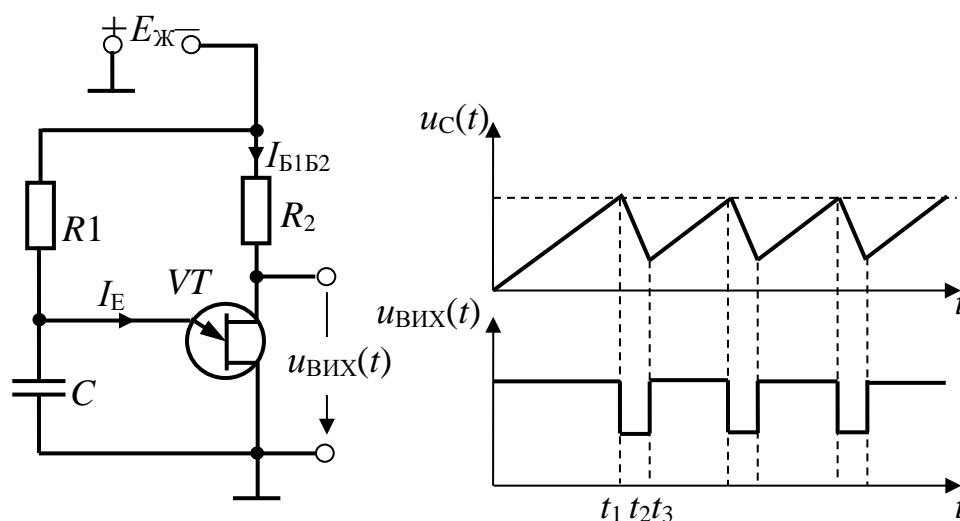 + E_Ж −
u_C(t)
I_Б1Б2
R1
R_2
VT
I_E
C
u_ВИХ(t)
t
u_ВИХ(t)
t_1 t_2 t_3
t